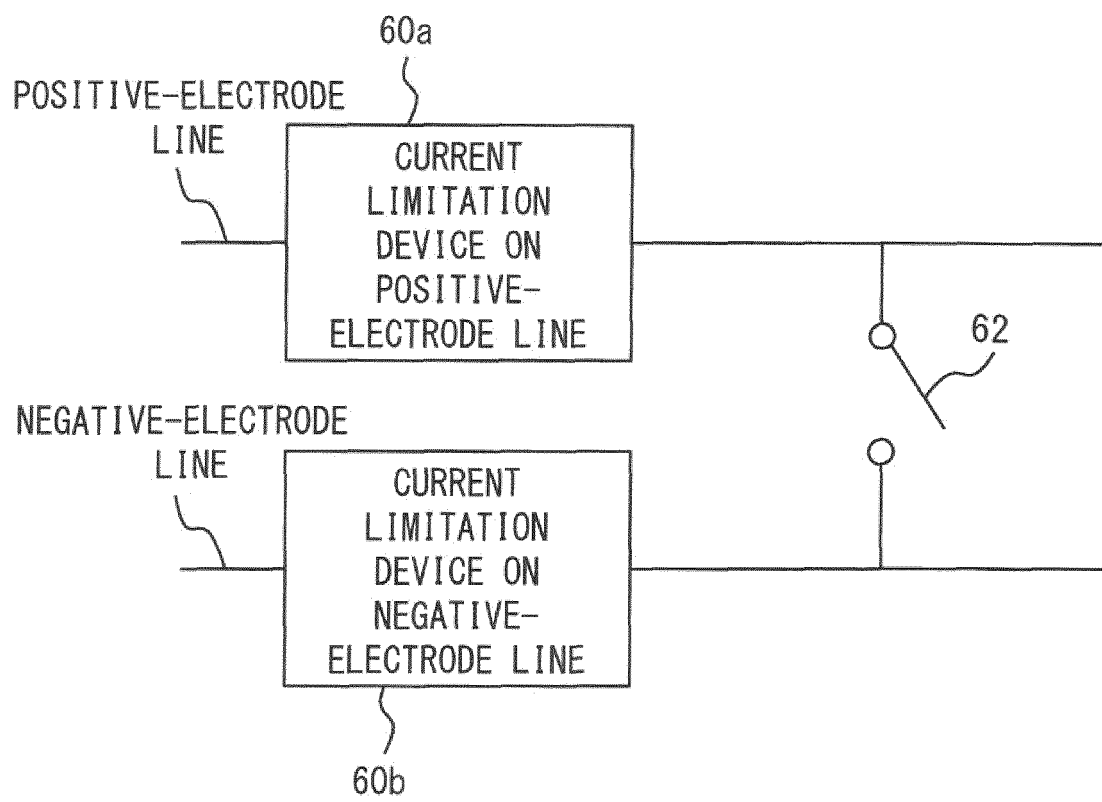 60a
POSITIVE-ELECTRODE
LINE
CURRENT
LIMITATION
DEVICE ON
POSITIVE-
ELECTRODE LINE
62
NEGATIVE-ELECTRODE
LINE
CURRENT
LIMITATION
DEVICE ON
NEGATIVE-
ELECTRODE LINE
60b